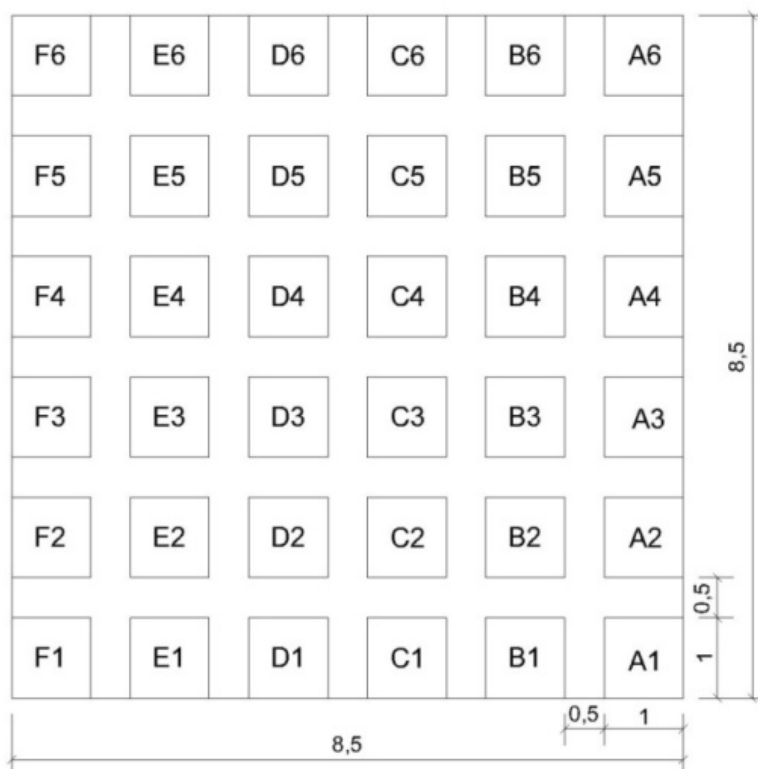 F6 E6 D6 C6 B6 A6
F5 E5 D5 C5 B5 A5
F4 E4 D4 C4 B4 A4
8,5
F3 E3 D3 C3 B3 A3
F2 E2 D2 C2 B2 A2
0,5
F1 E1 D1 C1 B1 A1
1
0,5 1
8,5